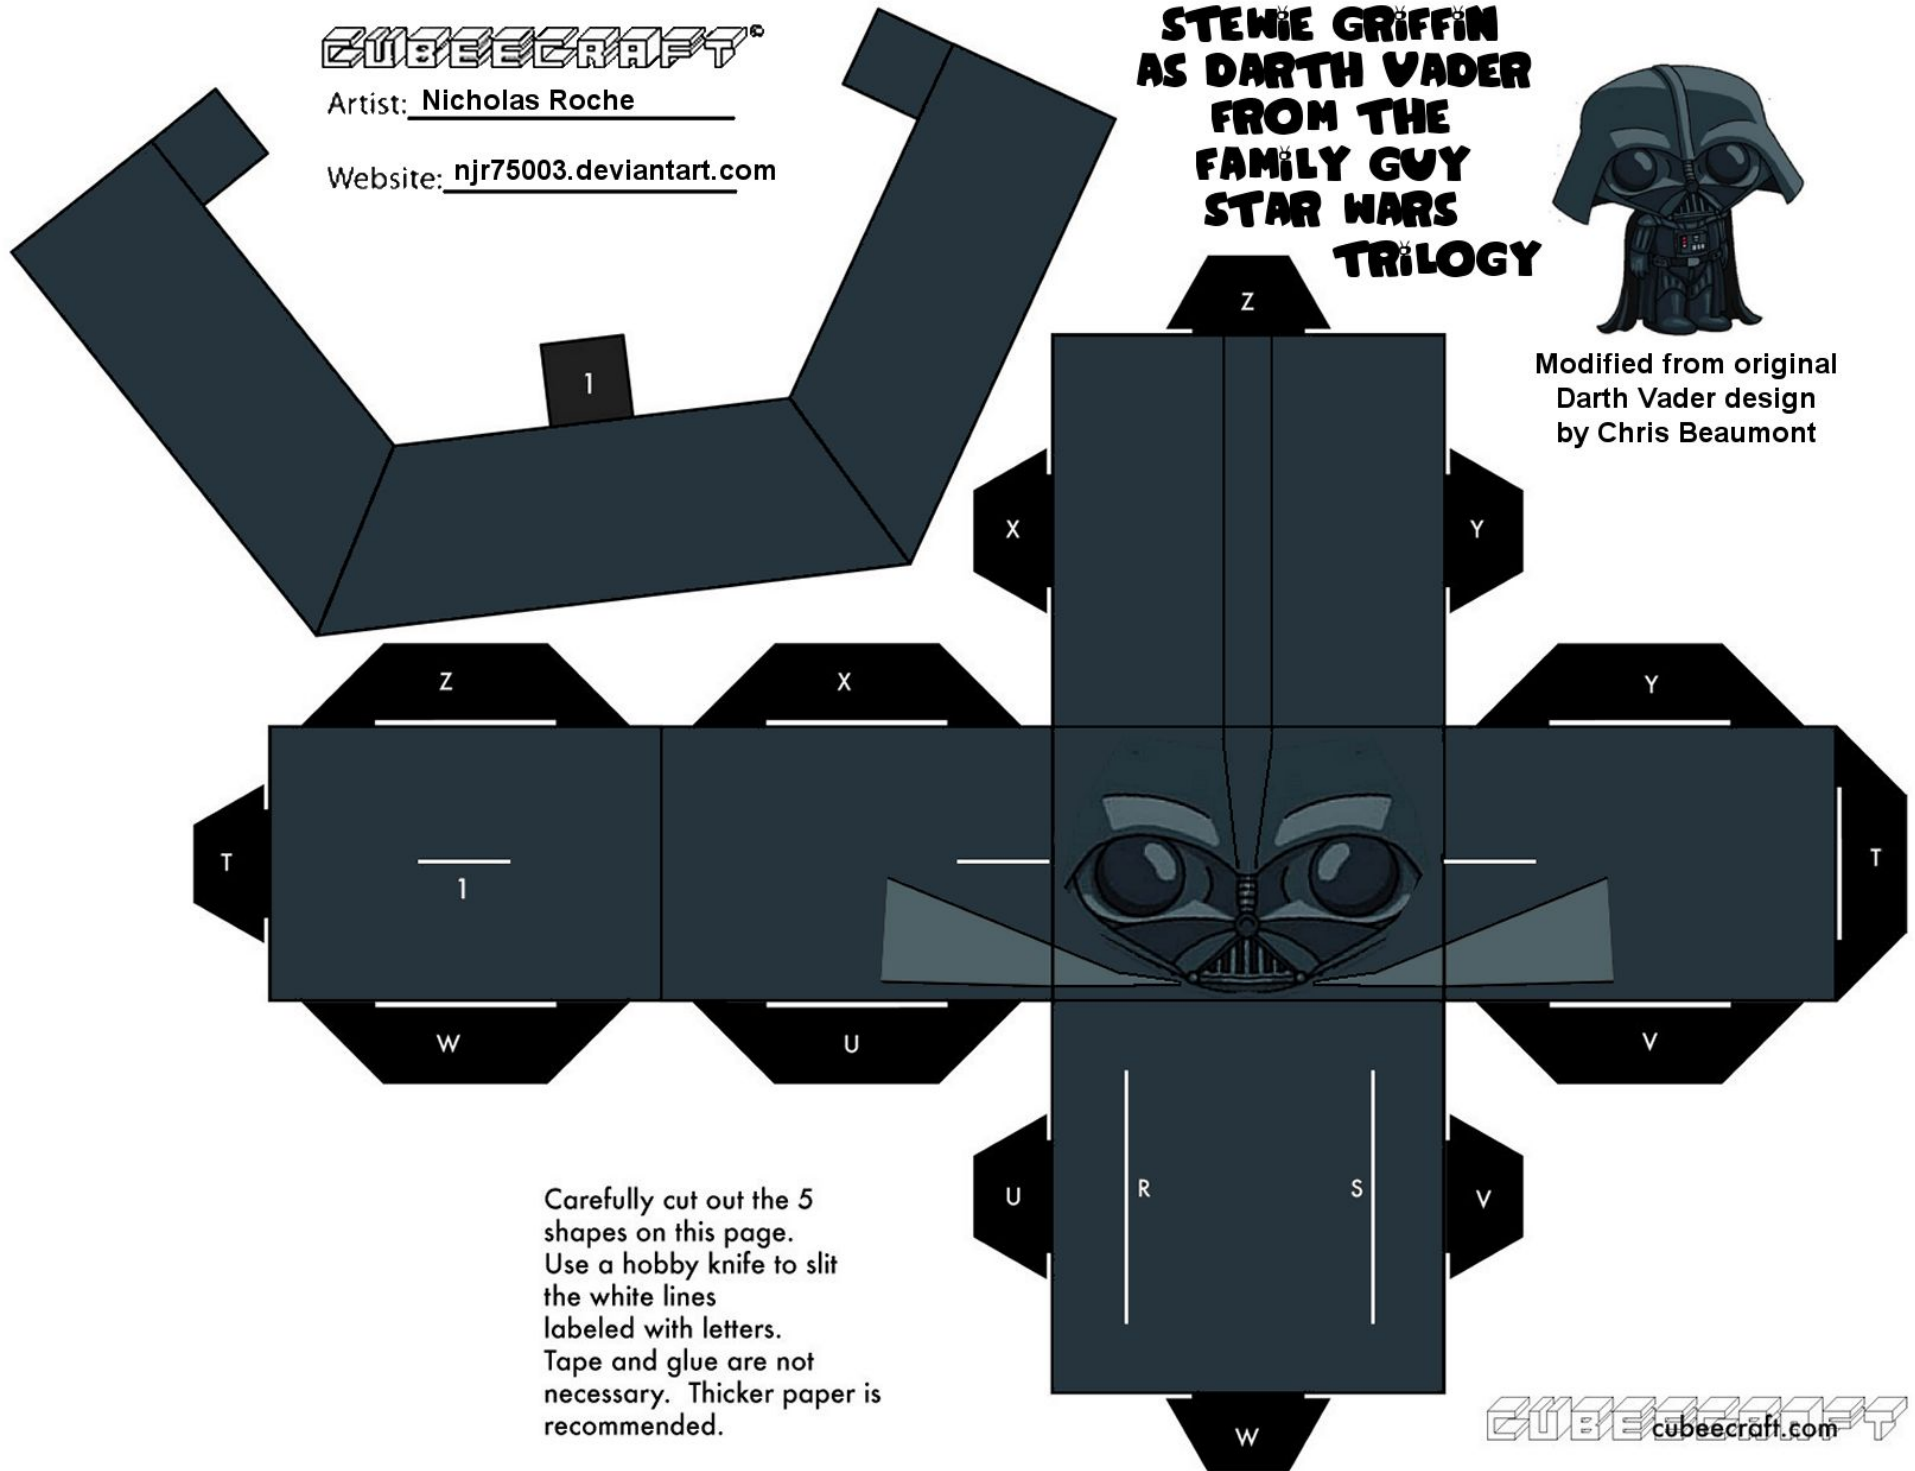 CUBEECRAFT©
Artist: Nicholas Roche
Website: njr75003.deviantart.com
STEWiE GRiFFiN
AS DARTH VADER
FROM THE
FAMiLY GUY
STAR WARS
TRiLOGY
Modified from original
Darth Vader design
by Chris Beaumont
Z
1
X
Y
Z
X
Y
T
1
T
W
U
V
U
R
S
V
W
Carefully cut out the 5
shapes on this page.
Use a hobby knife to slit
the white lines
labeled with letters.
Tape and glue are not
necessary. Thicker paper is
recommended.
CUBEECRAFT
cubeecraft.com